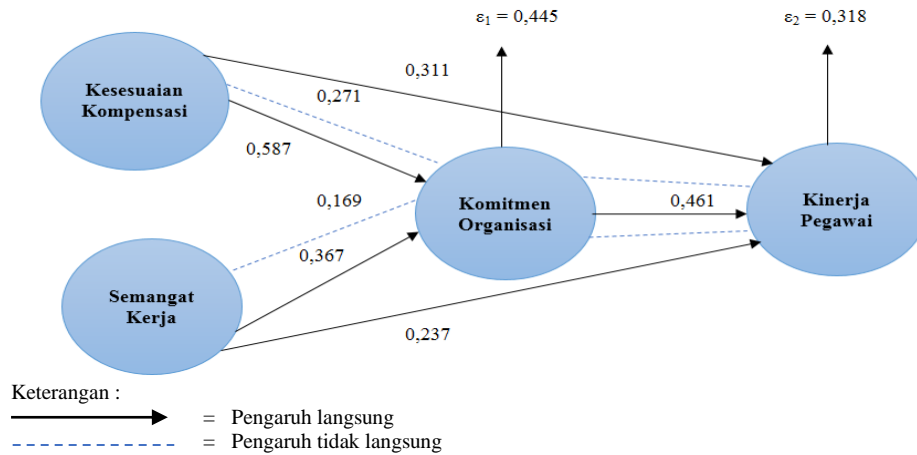 ε1 = 0,445
ε2 = 0,318
Kesesuaian
Kompensasi
0,311
0,271
0,587
Komitmen
Organisasi
0,461
Kinerja
Pegawai
0,169
0,367
Semangat
Kerja
0,237
Keterangan :
= Pengaruh langsung
= Pengaruh tidak langsung